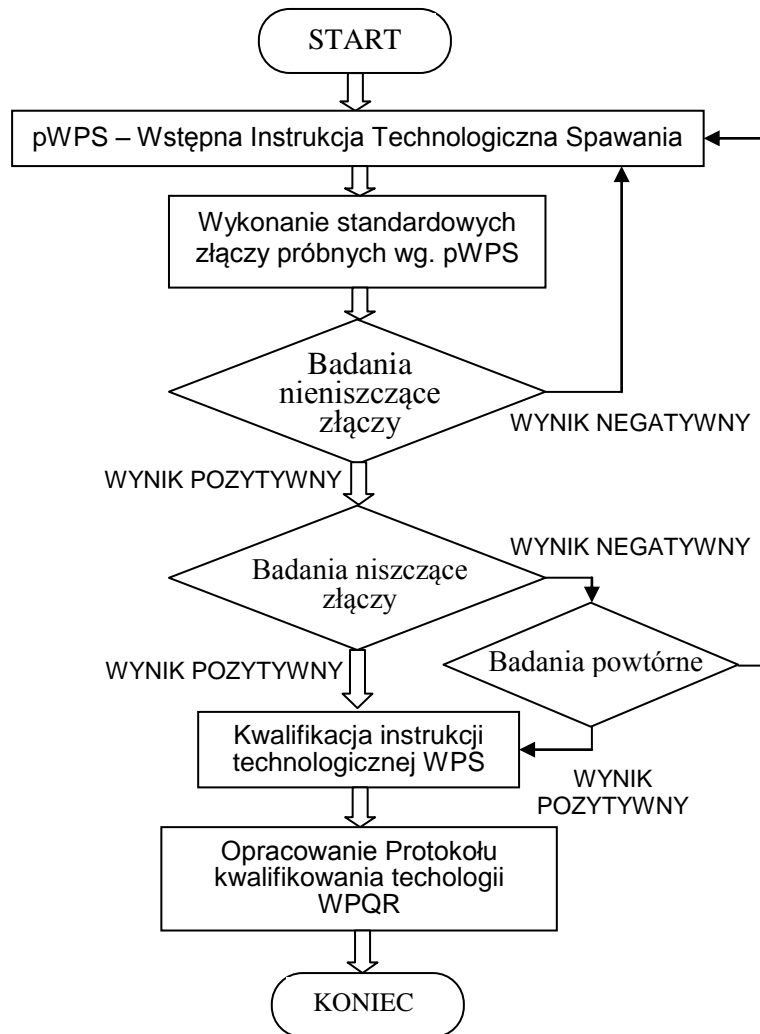 START
pWPS – Wstępna Instrukcja Technologiczna Spawania
Wykonanie standardowych
złączy próbnych wg. pWPS
Badania
nieniszczące
złączy
WYNIK NEGATYWNY
WYNIK POZYTYWNY
WYNIK NEGATYWNY
Badania niszczące
złączy
Badania powtórne
WYNIK POZYTYWNY
Kwalifikacja instrukcji
technologicznej WPS
WYNIK
POZYTYWNY
Opracowanie Protokołu
kwalifikowania techologii
WPQR
KONIEC